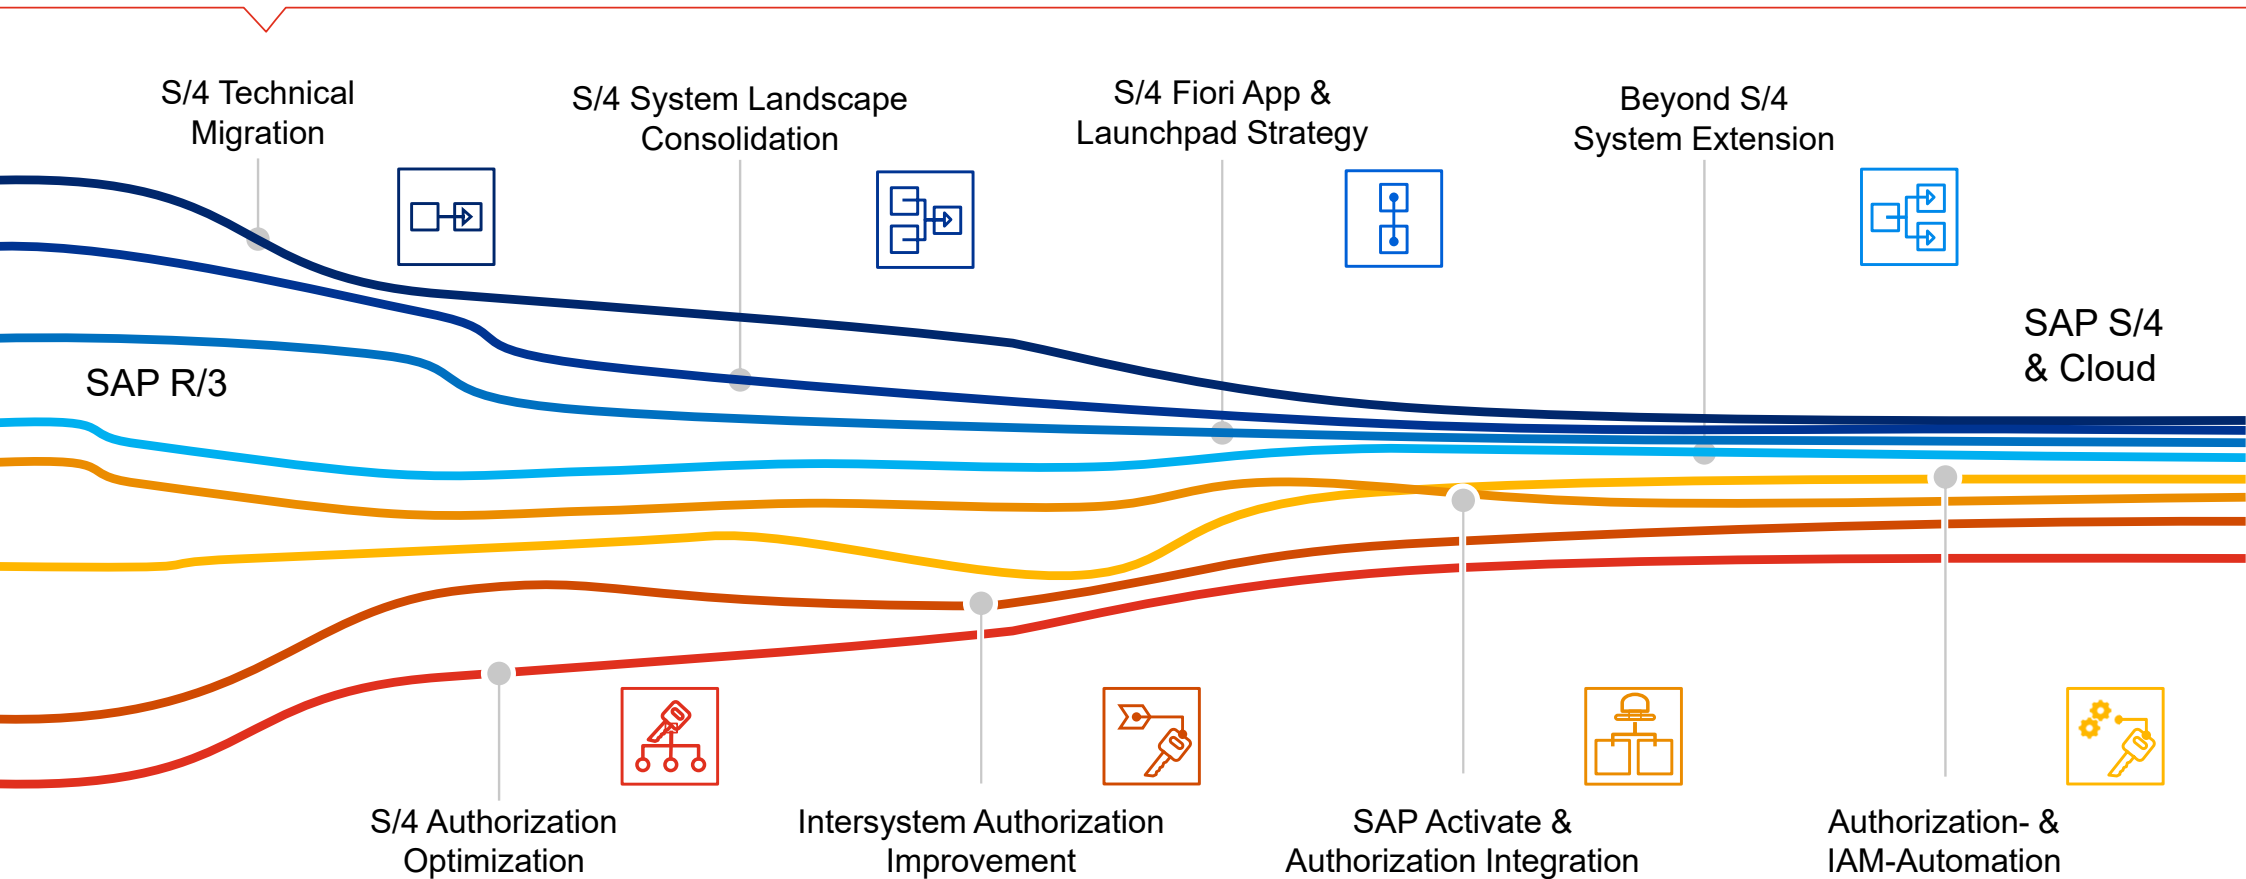 S/4 Technical
Migration
S/4 System Landscape
Consolidation
S/4 Fiori App &
Launchpad Strategy
Beyond S/4
System Extension
SAP R/3
SAP S/4
& Cloud
S/4 Authorization
Optimization
Intersystem Authorization
Improvement
SAP Activate &
Authorization Integration
Authorization- &
IAM-Automation